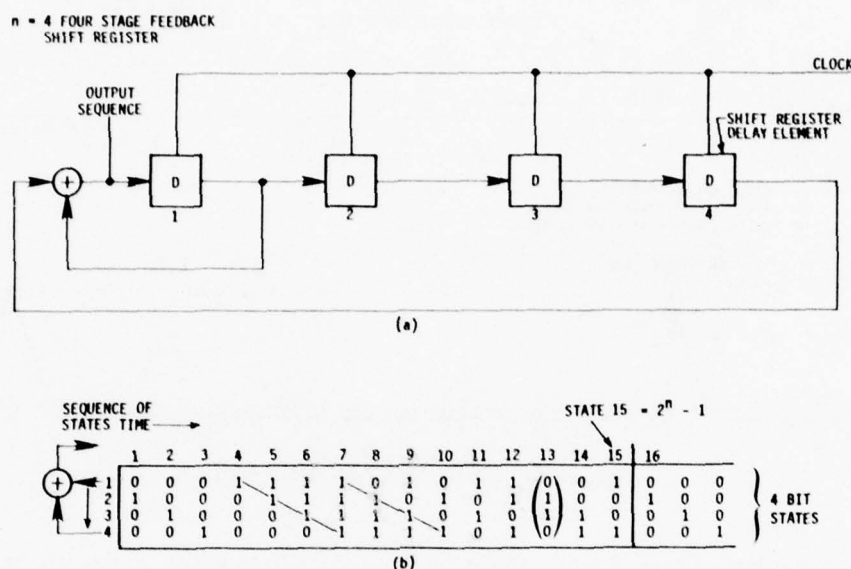 n = 4 FOUR STAGE FEEDBACK
SHIFT REGISTER
CLOCK
OUTPUT
SEQUENCE
SHIFT REGISTER
DELAY ELEMENT
+ D D D D
1 2 3 4
(a)
SEQUENCE OF
STATES TIME
STATE 15 = 2^n - 1
1 2 3 4 5 6 7 8 9 10 11 12 13 14 15 16
1 0 0 0 1 1 1 1 0 1 0 1 1 (0 0 1 0 0 0
2 1 0 0 0 1 1 1 1 0 1 0 1 1) 0 0 1 0 0
3 0 1 0 0 0 1 1 1 1 0 1 0 (1 1 0 0 1 0
4 0 0 1 0 0 0 1 1 1 1 0 1 0) 1 1 0 0 1
+
4 BIT
STATES
(b)